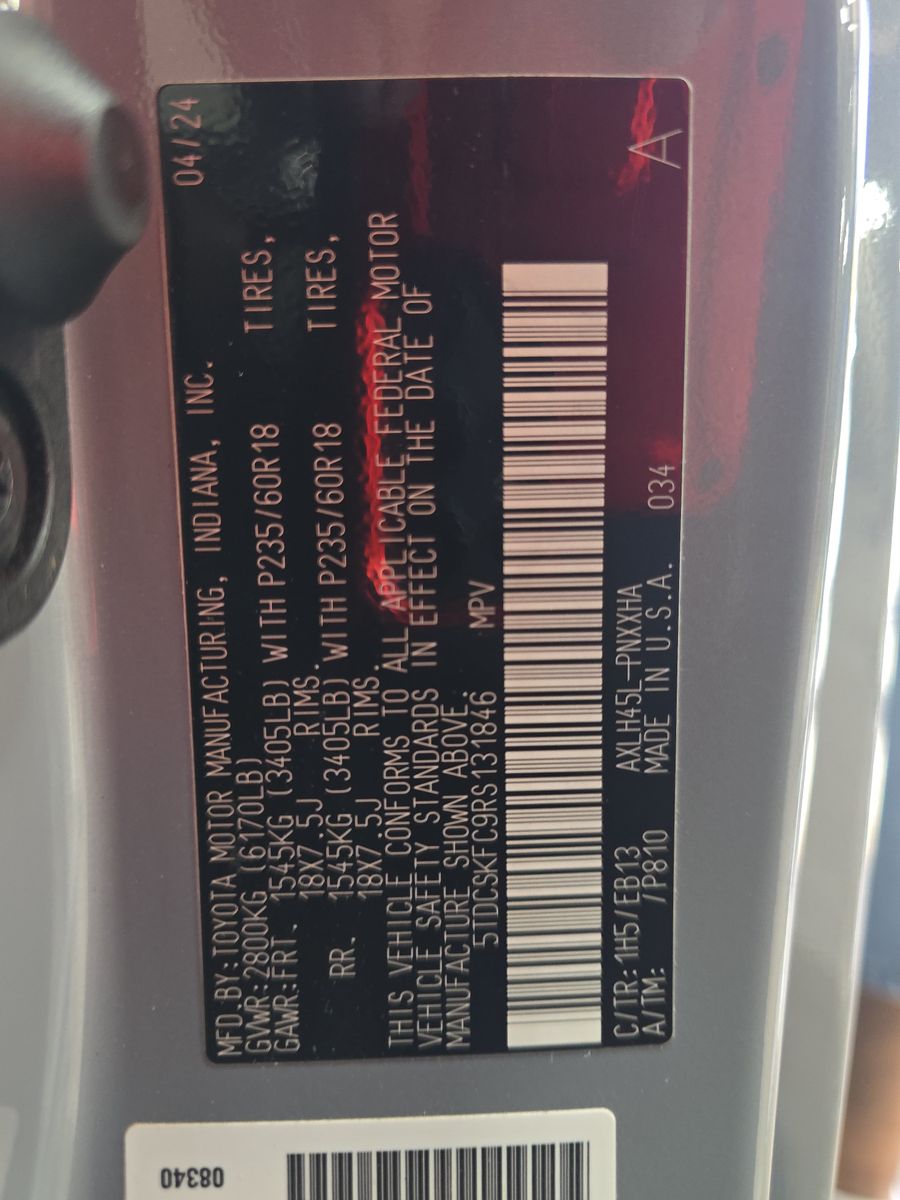 MFD.BY:TOYOTA MOTOR MANUFACTURING, INDIANA, INC. 04/24
GVWR:2800KG (6170LB)
GAWR:FRT. 1545KG (3405LB) WITH P235/60R18 TIRES,
18X7.5J RIMS.
RR. 1545KG (3405LB) WITH P235/60R18 TIRES,
18X7.5J RIMS.
THIS VEHICLE CONFORMS TO ALL APPLICABLE FEDERAL MOTOR
VEHICLE SAFETY STANDARDS IN EFFECT ON THE DATE OF
MANUFACTURE SHOWN ABOVE.
5TDCSKFC9RS131846 MPV
C/TR:1H5/EB13 AXLH45L-PNXXHA
A/TM: /P810 MADE IN U.S.A. 034 A
08340